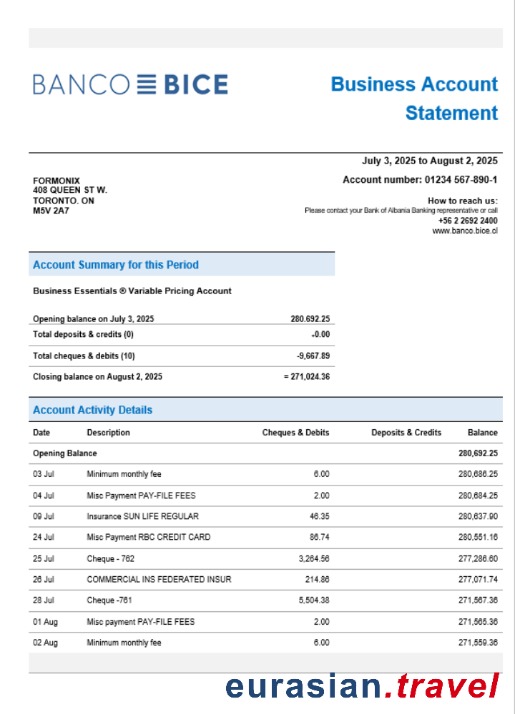 BANCO BICE
Business Account
Statement
July 3, 2025 to August 2, 2025
Account number: 01234 567-890-1
FORMONIX
408 QUEEN ST W.
TORONTO. ON
M5V 2A7
How to reach us:
Please contact your Bank of Albania Banking representative or call
+56 2 2692 2400
www.banco.bice.cl
Account Summary for this Period
Business Essentials ® Variable Pricing Account
Opening balance on July 3, 2025 280.692.25
Total deposits & credits (0) -0.00
Total cheques & debits (10) -9,667.89
Closing balance on August 2, 2025 = 271,024.36
Account Activity Details
Date Description Cheques & Debits Deposits & Credits Balance
Opening Balance 280,692.25
03 Jul Minimum monthly fee 6.00 280,686.25
04 Jul Misc Payment PAY-FILE FEES 2.00 280,684.25
09 Jul Insurance SUN LIFE REGULAR 46.35 280,637.90
24 Jul Misc Payment RBC CREDIT CARD 86.74 280,551.16
25 Jul Cheque - 762 3,264.56 277,286.60
26 Jul COMMERCIAL INS FEDERATED INSUR 214.86 277,071.74
28 Jul Cheque -761 5,504.38 271,567.36
01 Aug Misc payment PAY-FILE FEES 2.00 271,565.36
02 Aug Minimum monthly fee 6.00 271,559.36
eurasian.travel